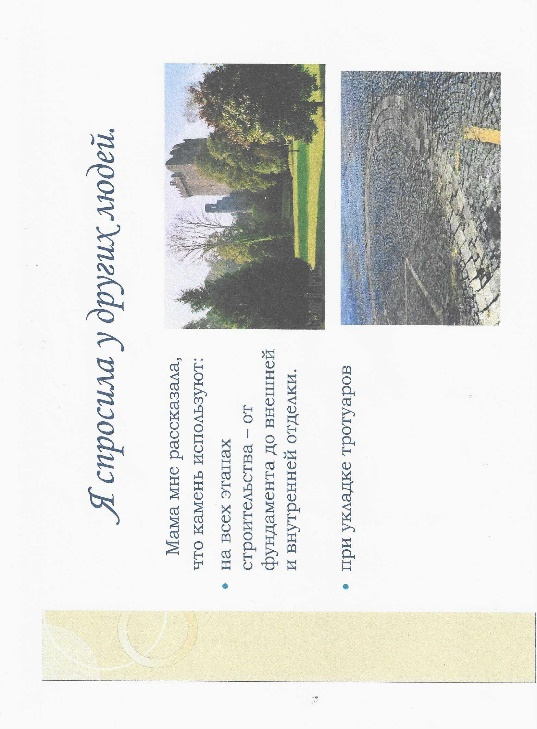 Я спросила у других людей.
Мама мне рассказала,
что камень используют:
• на всех этапах
строительства – от
фундамента до внешней
и внутренней отделки.
• при укладке тротуаров